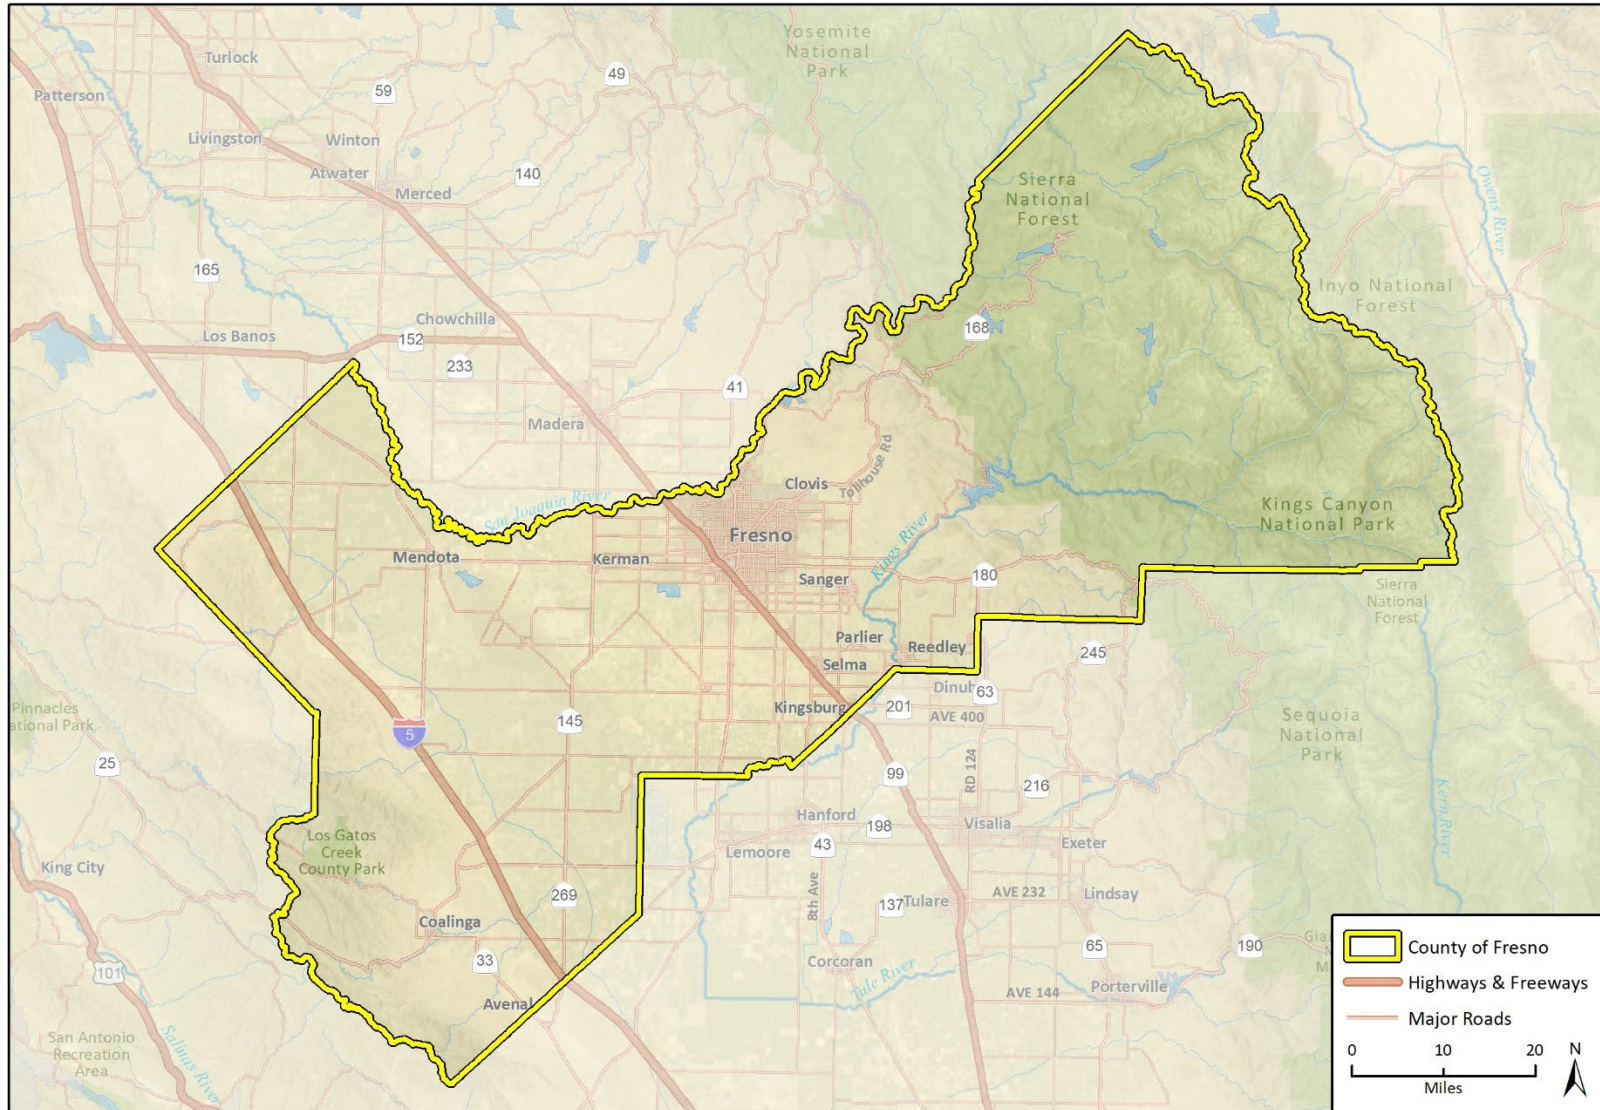 Yosemite
National
Park
Turlock
Patterson
59
49
Livingston
Winton
Atwater
Merced
140
Sierra
National
Forest
Owens River
165
Inyo National
Forest
Chowchilla
Los Banos
152
233
168
41
Madera
Clovis
Tollhouse Rd
San Joaquin River
Kings Canyon
National Park
Fresno
Kings River
Mendota
Kerman
Sanger
180
Sierra
National
Forest
Parlier
Reedley
Selma
245
Dinub
63
Kingsburg
201
AVE 400
Pinnacles
ational Park
145
5
Sequoia
National
Park
25
RD 124
99
216
Kern River
Hanford
198
Visalia
Los Gatos
Creek
County Park
43
Exeter
Lemoore
King City
8th Ave
269
137
Tulare
AVE 232
Lindsay
Coalinga
65
190
33
Corcoran
101
Tule River
Porterville
AVE 144
Avenal
San Antonio
Recreation
Area
Salinas River
County of Fresno
Highways & Freeways
Major Roads
0 10 20
Miles
N